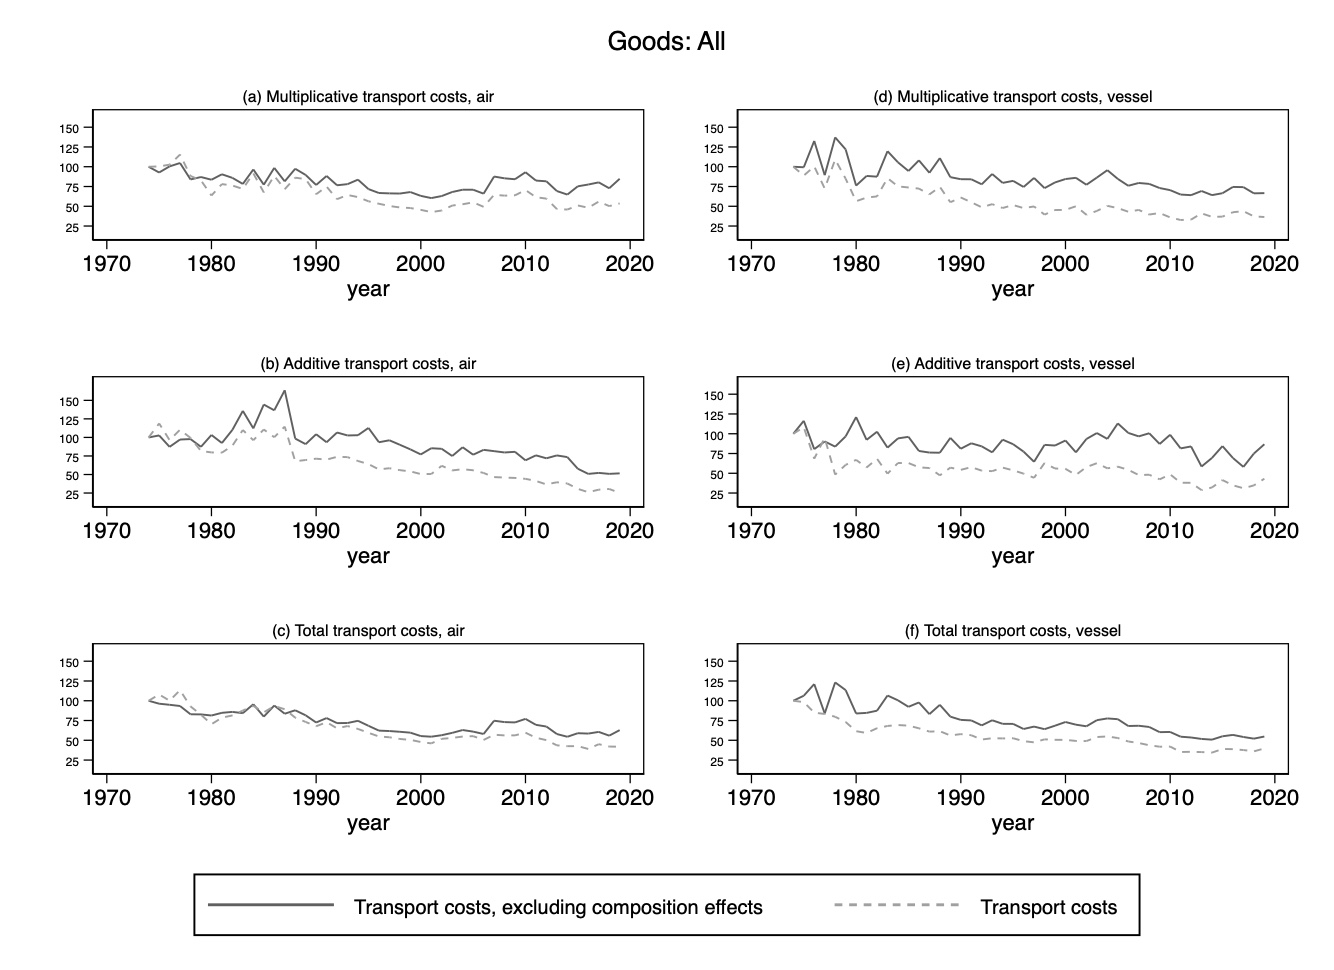 Goods: All
(a) Multiplicative transport costs, air
150
125
100
75
50
25
1970 1980 1990 2000 2010 2020
year
(d) Multiplicative transport costs, vessel
150
125
100
75
50
25
1970 1980 1990 2000 2010 2020
year
(b) Additive transport costs, air
150
125
100
75
50
25
1970 1980 1990 2000 2010 2020
year
(e) Additive transport costs, vessel
150
125
100
75
50
25
1970 1980 1990 2000 2010 2020
year
(c) Total transport costs, air
150
125
100
75
50
25
1970 1980 1990 2000 2010 2020
year
(f) Total transport costs, vessel
150
125
100
75
50
25
1970 1980 1990 2000 2010 2020
year
Transport costs, excluding composition effects Transport costs